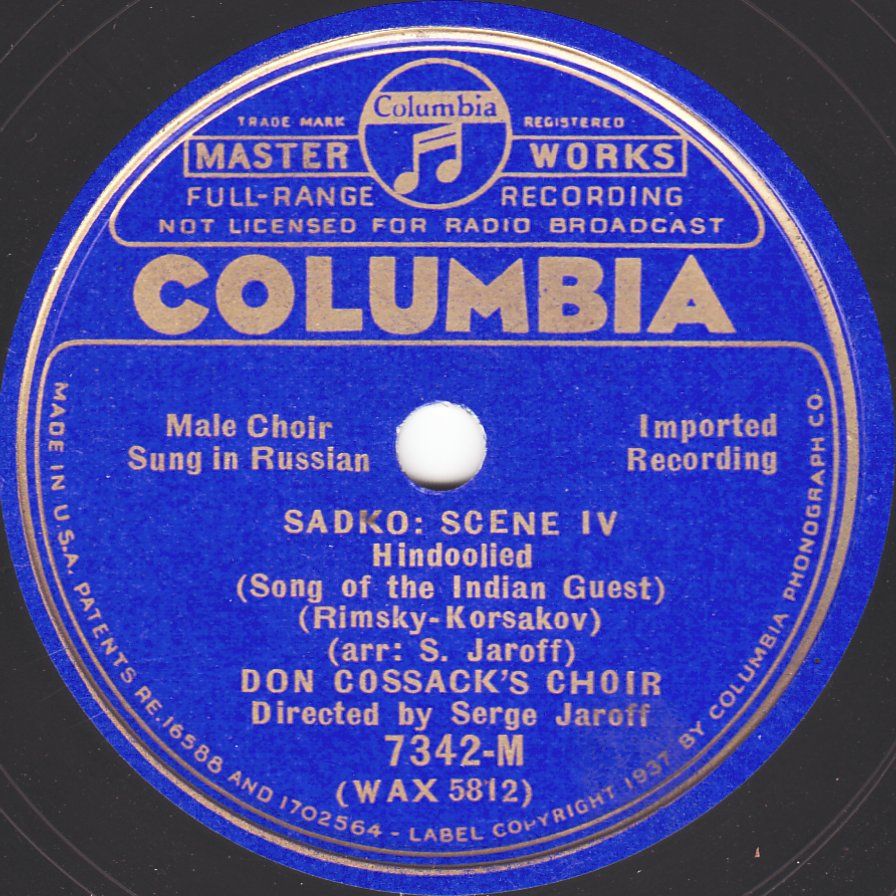 Columbia
TRADE MARK REGISTERED
MASTER WORKS
FULL-RANGE RECORDING
NOT LICENSED FOR RADIO BROADCAST
COLUMBIA
Male Choir
Sung in Russian
Imported
Recording
SADKO: SCENE IV
Hindoolied
(Song of the Indian Guest)
(Rimsky-Korsakov)
(arr: S. Jaroff)
DON COSSACK'S CHOIR
Directed by Serge Jaroff
7342-M
(WAX 5812)
MADE IN U.S.A. PATENTS RE.16588 AND 1702564 - LABEL COPYRIGHT 1937 BY COLUMBIA PHONOGRAPH CO.